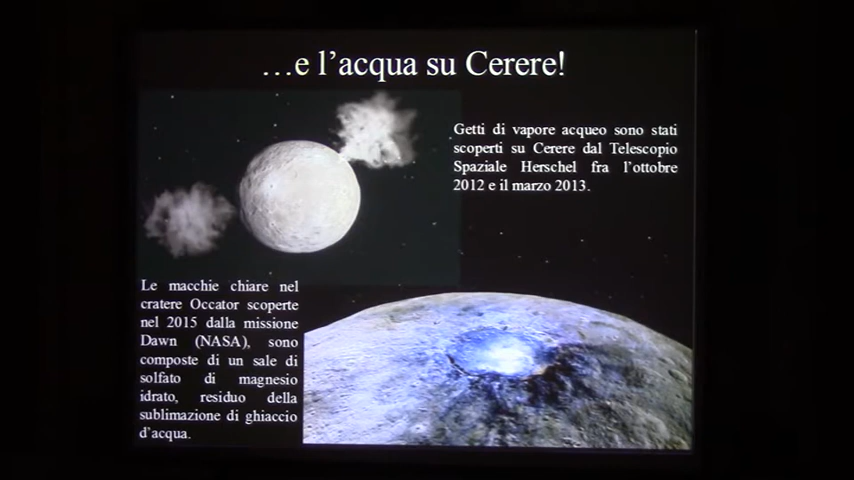 …e l’acqua su Cerere!
Getti di vapore acqueo sono stati
scoperti su Cerere dal Telescopio
Spaziale Herschel fra l’ottobre
2012 e il marzo 2013.
Le macchie chiare nel
cratere Occator scoperte
nel 2015 dalla missione
Dawn (NASA), sono
composte di un sale di
solfato di magnesio
idrato, residuo della
sublimazione di ghiaccio
d’acqua.